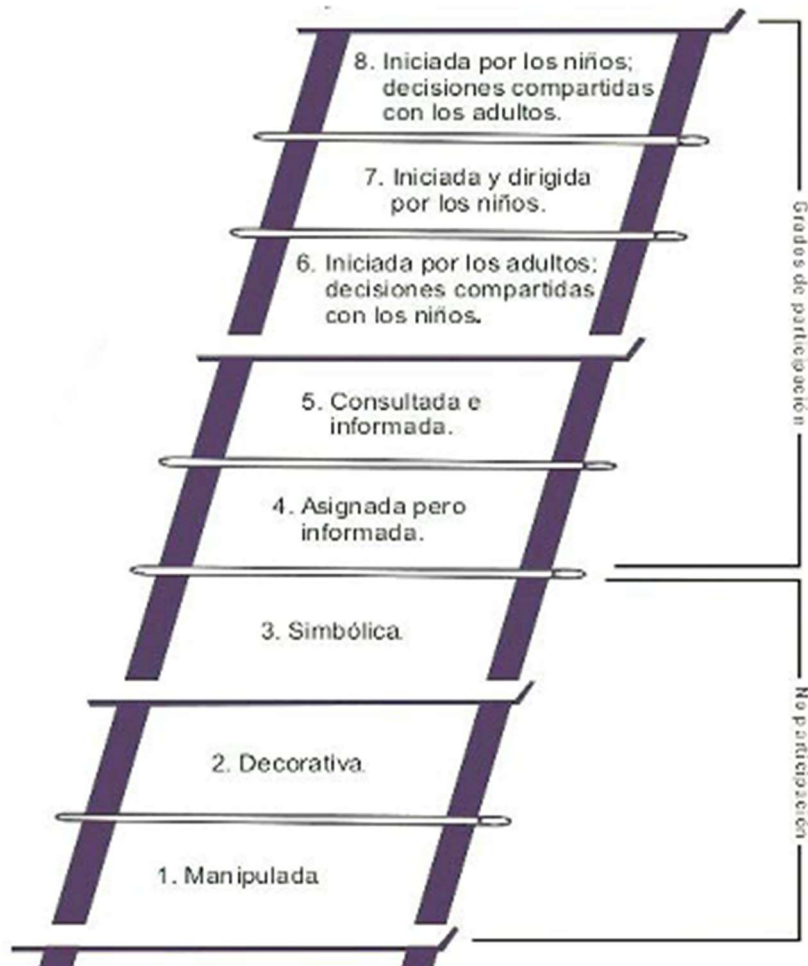 8. Iniciada por los niños;
decisiones compartidas
con los adultos.
7. Iniciada y dirigida
por los niños.
6. Iniciada por los adultos;
decisiones compartidas
con los niños.
5. Consultada e
informada.
4. Asignada pero
informada.
3. Simbólica
2. Decorativa
1. Manipulada
Grados de participación
No participación